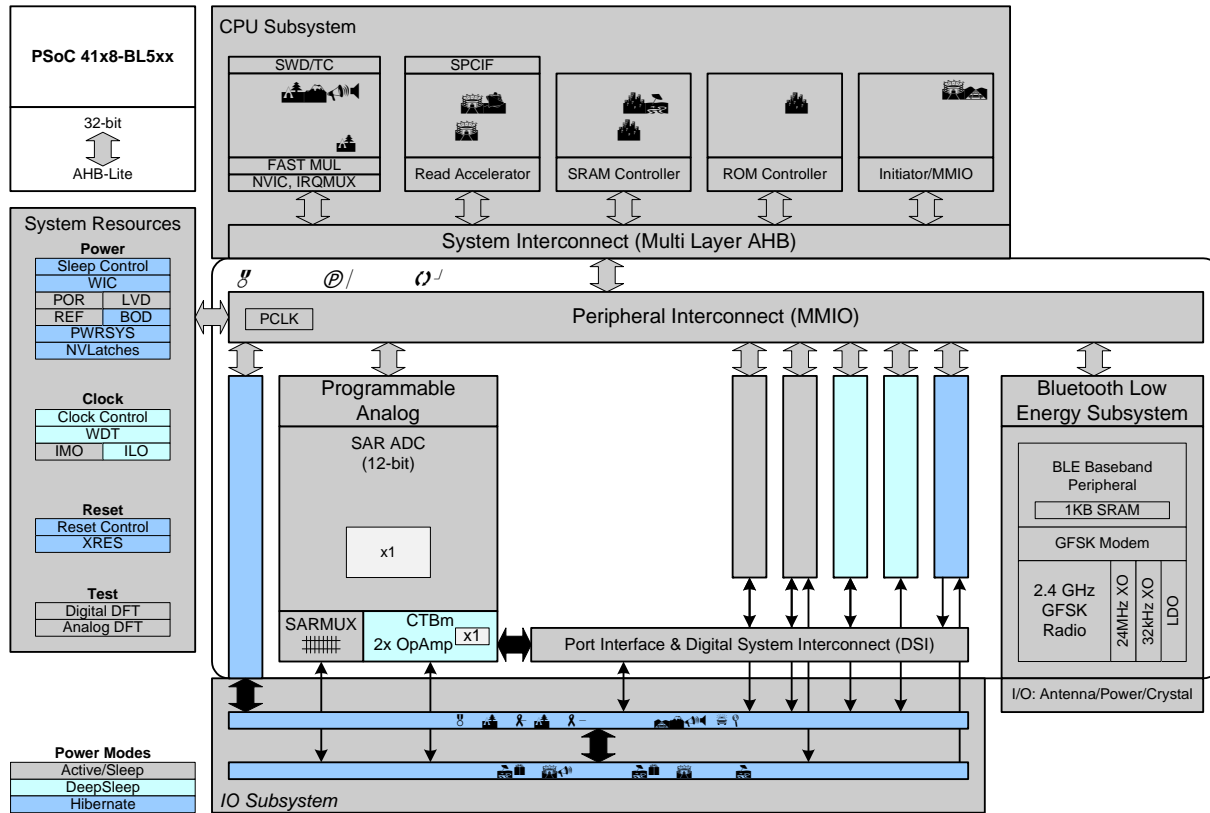 PSoC 41x8-BL5xx
32-bit
AHB-Lite
CPU Subsystem
SWD/TC
FAST MUL
NVIC, IRQMUX
SPCIF
Read Accelerator
SRAM Controller
ROM Controller
Initiator/MMIO
System Interconnect (Multi Layer AHB)
System Resources
Power
Sleep Control
WIC
POR LVD
REF BOD
PWRSYS
NVLatches
Clock
Clock Control
WDT
IMO ILO
Reset
Reset Control
XRES
Test
Digital DFT
Analog DFT
PCLK
Peripheral Interconnect (MMIO)
Programmable
Analog
SAR ADC
(12-bit)
x1
SARMUX
CTBm
2x OpAmp
x1
Port Interface & Digital System Interconnect (DSI)
Bluetooth Low
Energy Subsystem
BLE Baseband
Peripheral
1KB SRAM
GFSK Modem
2.4 GHz
GFSK
Radio
24MHz XO
32kHz XO
LDO
I/O: Antenna/Power/Crystal
IO Subsystem
Power Modes
Active/Sleep
DeepSleep
Hibernate